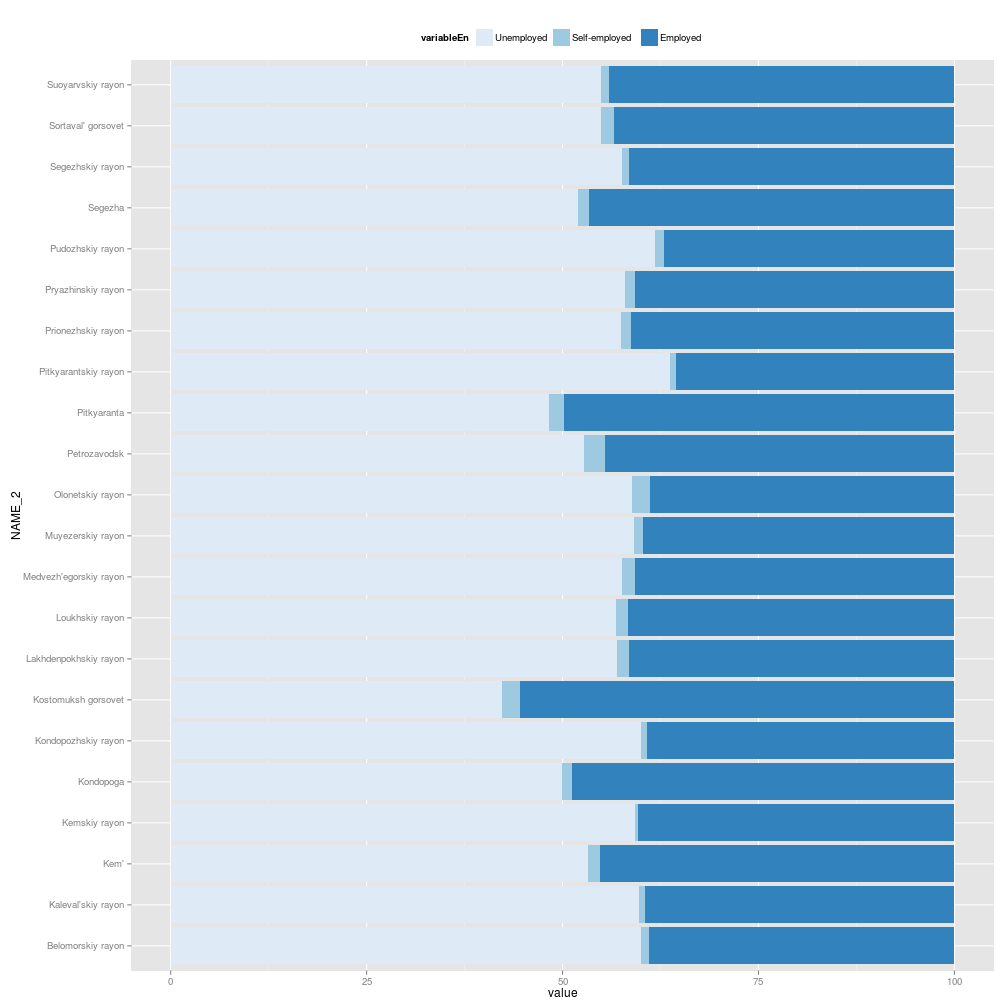 variableEn Unemployed Self-employed Employed
Suoyarvskiy rayon
Sortaval' gorsovet
Segezhskiy rayon
Segezha
Pudozhskiy rayon
Pryazhinskiy rayon
Prionezhskiy rayon
Pitkyarantskiy rayon
Pitkyaranta
Petrozavodsk
Olonetskiy rayon
Muyezerskiy rayon
Medvezh'egorskiy rayon
Loukhskiy rayon
Lakhdenpokhskiy rayon
Kostomuksh gorsovet
Kondopozhskiy rayon
Kondopoga
Kemskiy rayon
Kem'
Kaleval'skiy rayon
Belomorskiy rayon
NAME_2
0 25 50 75 100
value